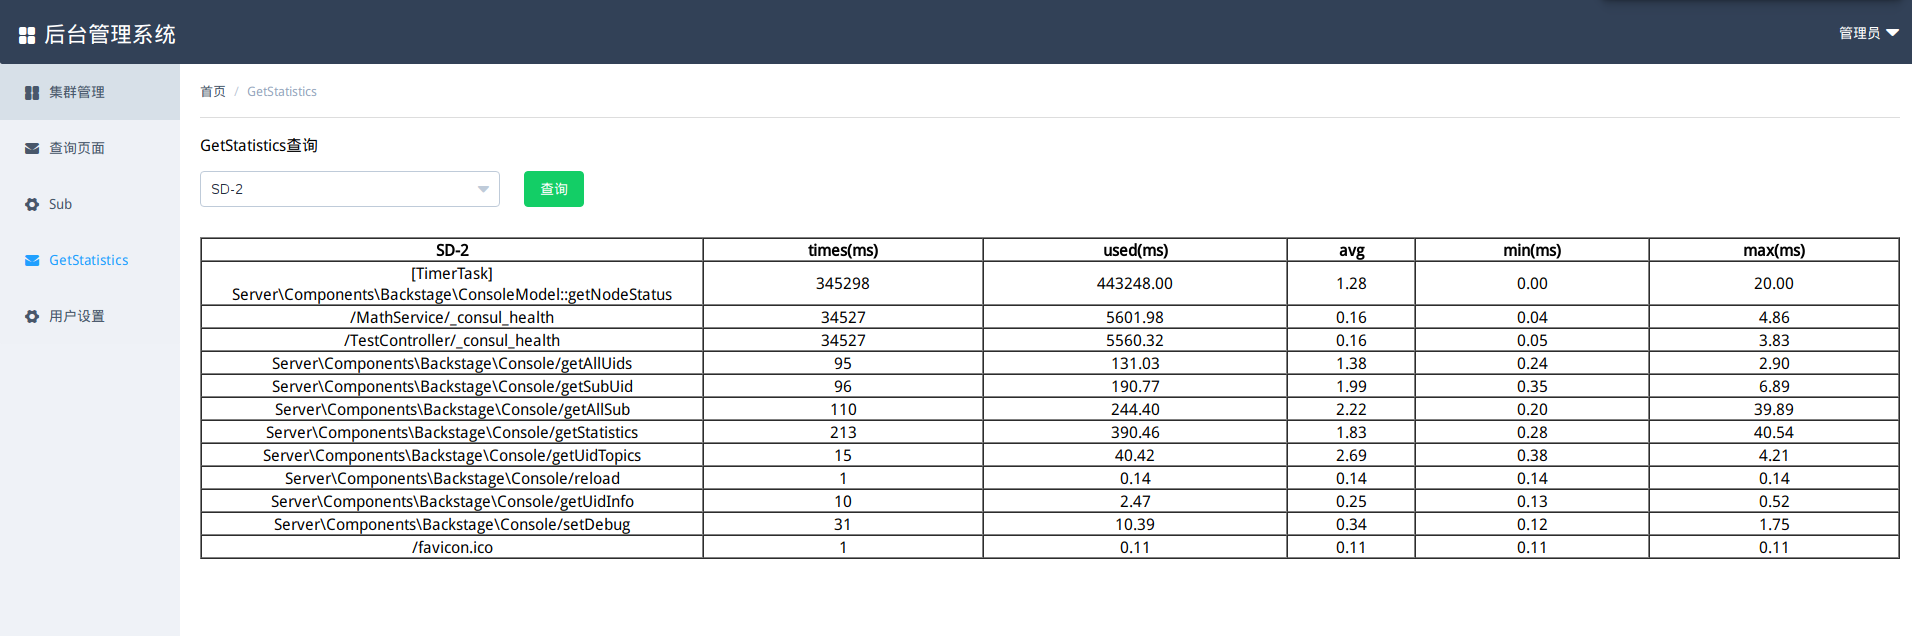 后台管理系统
管理员
集群管理
查询页面
Sub
GetStatistics
用户设置
首页 / GetStatistics
GetStatistics查询
SD-2
查询
SD-2 times(ms) used(ms) avg min(ms) max(ms)
[TimerTask]
Server\Components\Backstage\ConsoleModel::getNodeStatus 345298 443248.00 1.28 0.00 20.00
/MathService/_consul_health 34527 5601.98 0.16 0.04 4.86
/TestController/_consul_health 34527 5560.32 0.16 0.05 3.83
Server\Components\Backstage\Console/getAllUids 95 131.03 1.38 0.24 2.90
Server\Components\Backstage\Console/getSubUid 96 190.77 1.99 0.35 6.89
Server\Components\Backstage\Console/getAllSub 110 244.40 2.22 0.20 39.89
Server\Components\Backstage\Console/getStatistics 213 390.46 1.83 0.28 40.54
Server\Components\Backstage\Console/getUidTopics 15 40.42 2.69 0.38 4.21
Server\Components\Backstage\Console/reload 1 0.14 0.14 0.14 0.14
Server\Components\Backstage\Console/getUidInfo 10 2.47 0.25 0.13 0.52
Server\Components\Backstage\Console/setDebug 31 10.39 0.34 0.12 1.75
/favicon.ico 1 0.11 0.11 0.11 0.11